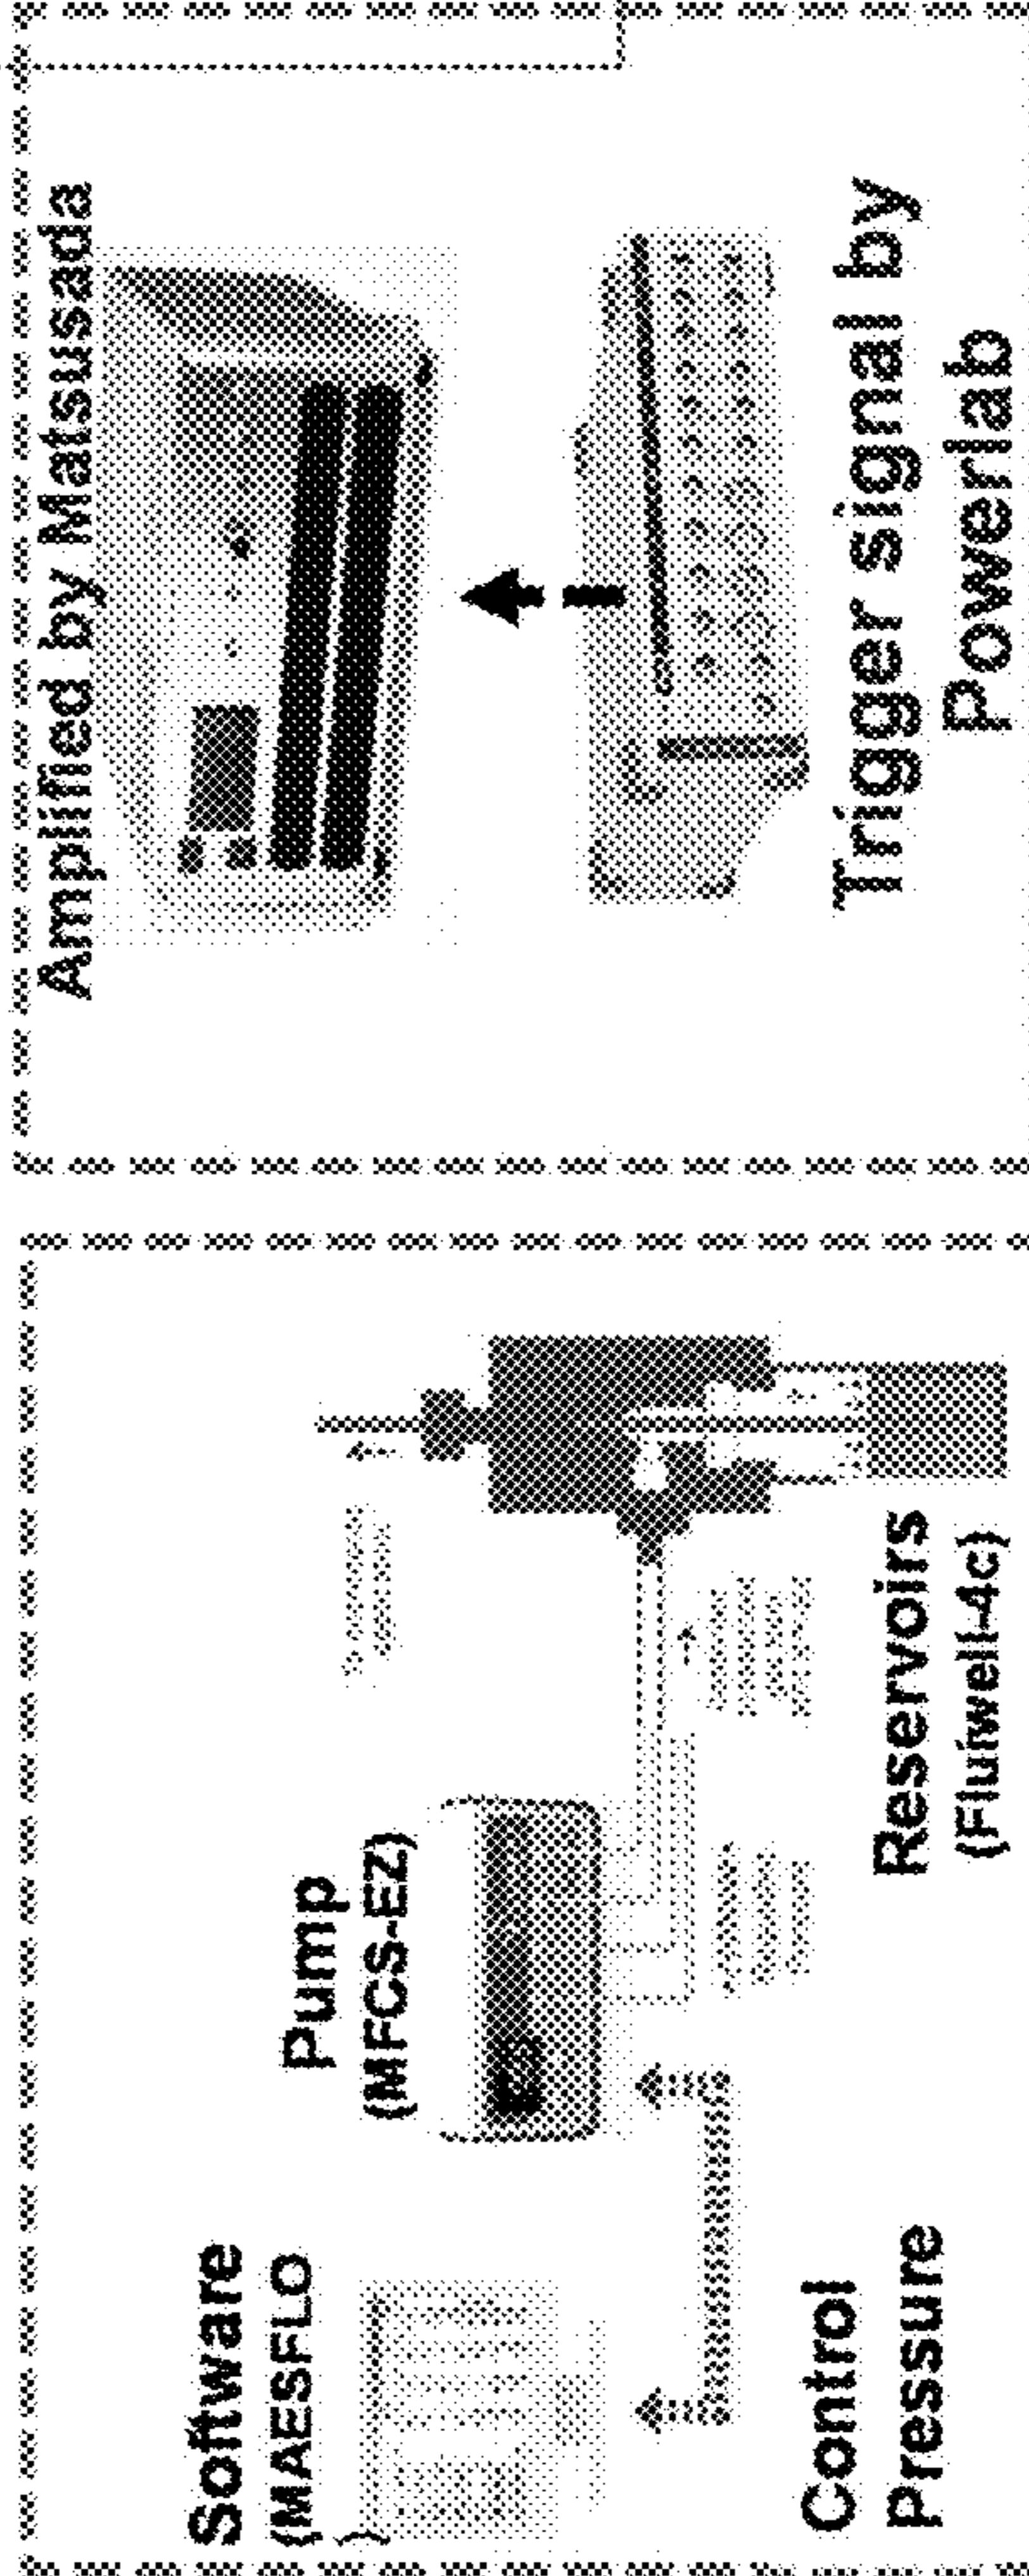 Software
(MAESFLO
)
Pump
(MFCS-EZ)
Control
Pressure
Reservoirs
(Fluiwell-4c)
Amplified by Matsusada
Trigger signal by
Powerlab